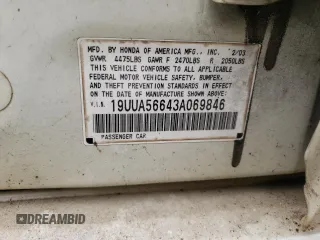 MFD. BY HONDA OF AMERICA MFG., INC. 2/03
GVWR 4475LBS GAWR F 2470LBS R 2050LBS
THIS VEHICLE CONFORMS TO ALL APPLICABLE
FEDERAL MOTOR VEHICLE SAFETY, BUMPER,
AND THEFT PREVENTION STANDARDS IN EFFECT
ON THE DATE OF MANUFACTURE SHOWN ABOVE.
V.I.N. 19UUA56643A069846
PASSENGER CAR
DREAMBID